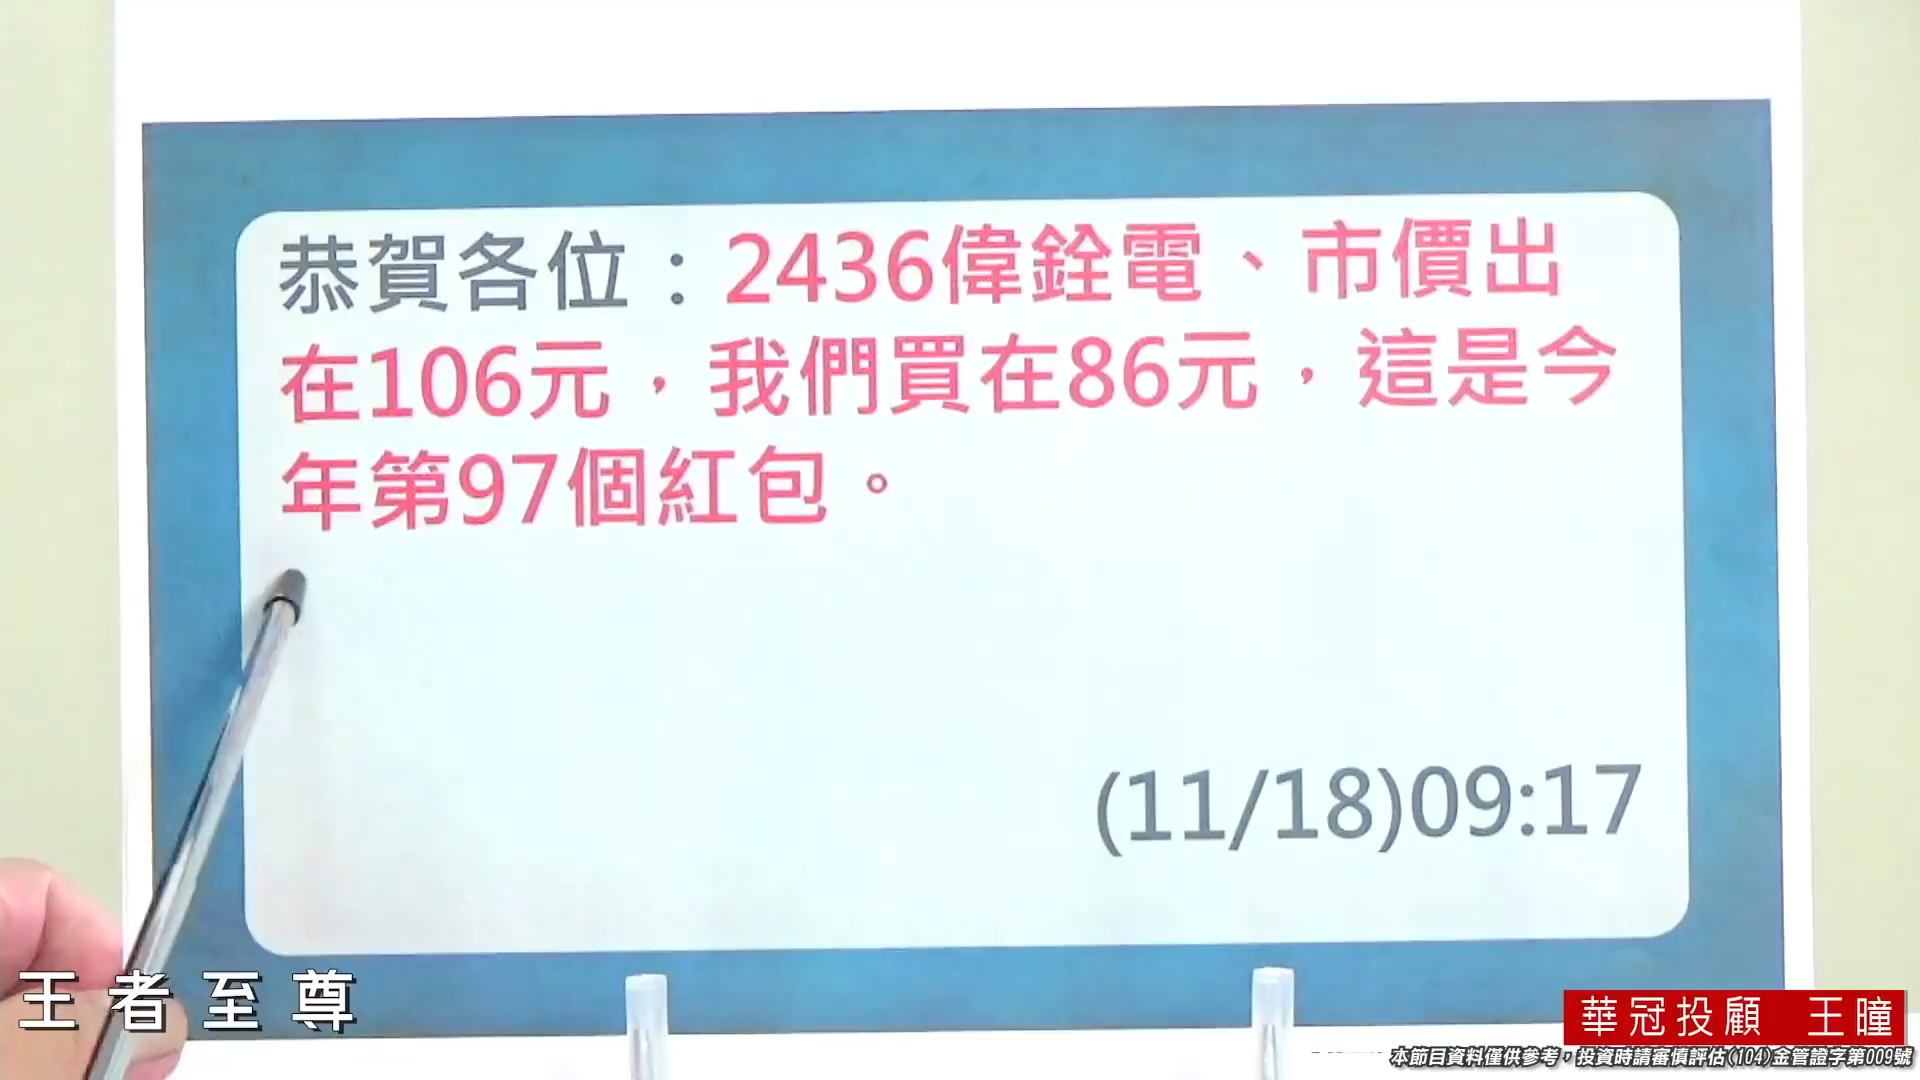 恭賀各位：2436偉銓電、市價出
在106元，我們買在86元，這是今
年第97個紅包。
(11/18)09:17
王者至尊
華冠投顧 王瞳
本節目資料僅供參考，投資時請審慎評估(104)金管證字第009號